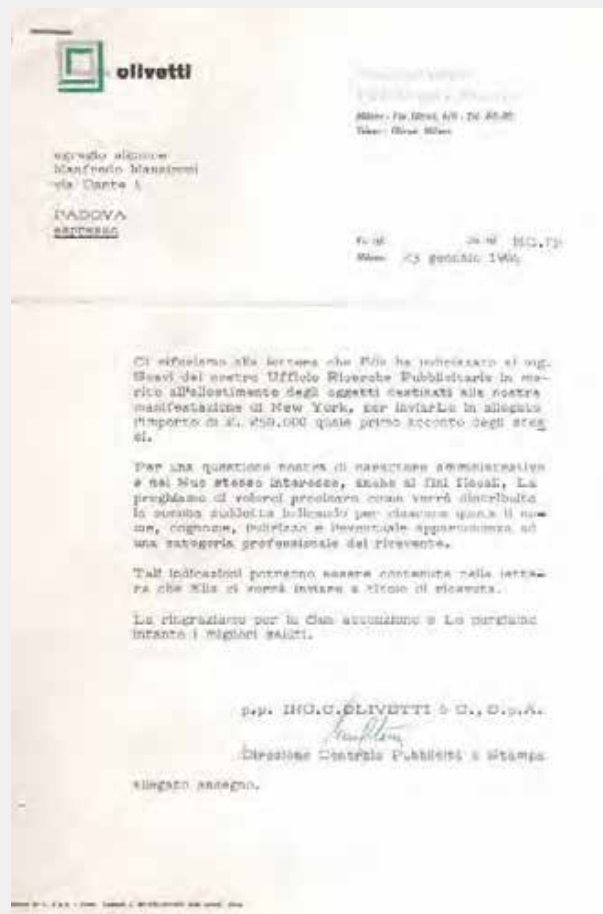 olivetti
Milano
egregio signore
Manfredo Massironi
via Dante 1
PADOVA
espresso
Milano 23 gennaio
Ci riferiamo alla lettera che Ella ha indirizzato al ing.
Soavi del nostro Ufficio Ricerche Pubblicitarie in me-
rito all'allestimento degli oggetti destinati alla nostra
manifestazione di New York, per inviarLe in allegato
l'importo di £. 250.000 quale primo acconto degli stes
si.
Per una questione nostra di carattere amministrativo
e nel Suo stesso interesse, anche ai fini fiscali, La
preghiamo di volerci precisare come verrà distribuita
la somma suddetta indicando per ciascuna quota il no-
me, cognome, indirizzo e l'eventuale appartenenza ad
una categoria professionale del ricevente.
Tali indicazioni potranno essere contenute nella lette-
ra che Ella ci vorrà inviare a titolo di ricevuta.
La ringraziamo per la Sua attenzione e Le porgiamo
intanto i migliori saluti.
p.p. ING.C.OLIVETTI & C., S.p.A.
Direzione Centrale Pubblicità & Stampa
allegato assegno.